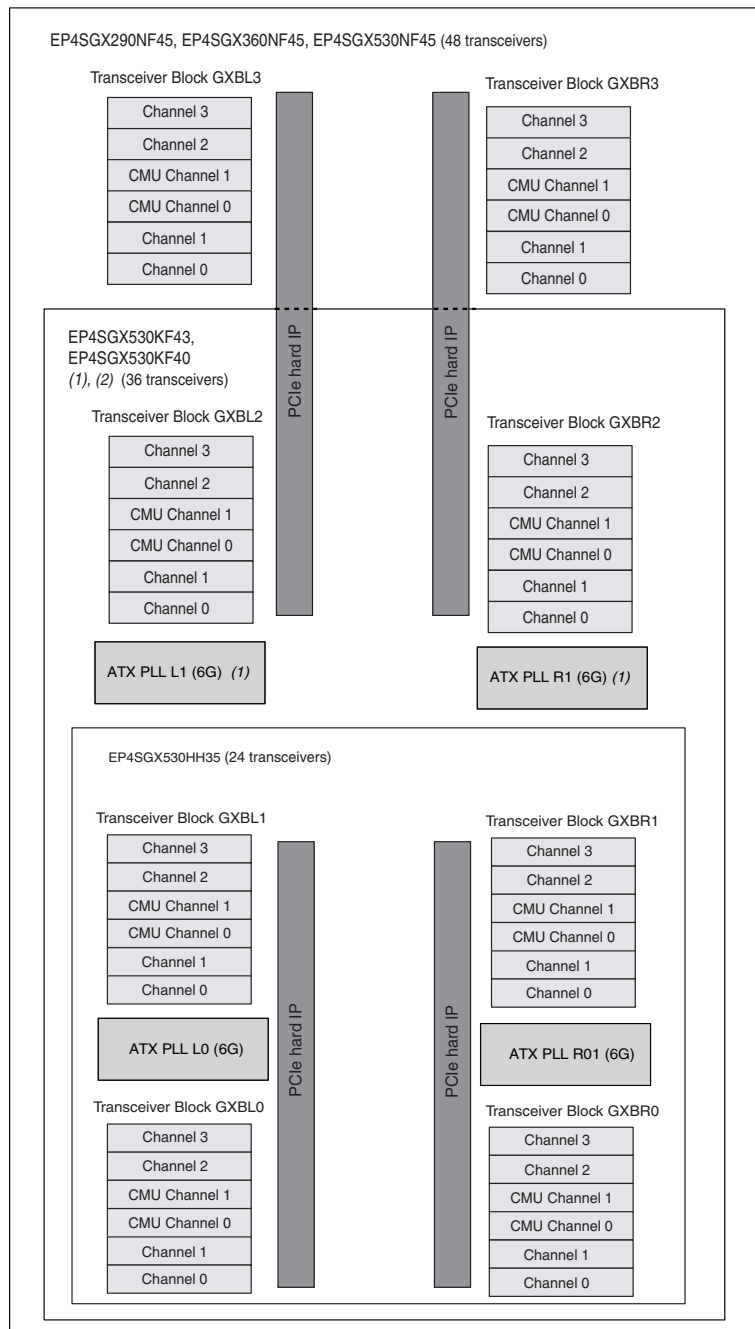 EP4SGX290NF45, EP4SGX360NF45, EP4SGX530NF45 (48 transceivers)
Transceiver Block GXBL3
Channel 3
Channel 2
CMU Channel 1
CMU Channel 0
Channel 1
Channel 0
Transceiver Block GXBR3
Channel 3
Channel 2
CMU Channel 1
CMU Channel 0
Channel 1
Channel 0
EP4SGX530KF43,
EP4SGX530KF40
(1), (2) (36 transceivers)
PCIe hard IP
PCIe hard IP
Transceiver Block GXBL2
Channel 3
Channel 2
CMU Channel 1
CMU Channel 0
Channel 1
Channel 0
Transceiver Block GXBR2
Channel 3
Channel 2
CMU Channel 1
CMU Channel 0
Channel 1
Channel 0
ATX PLL L1 (6G) (1)
ATX PLL R1 (6G) (1)
EP4SGX530HH35 (24 transceivers)
Transceiver Block GXBL1
Channel 3
Channel 2
CMU Channel 1
CMU Channel 0
Channel 1
Channel 0
Transceiver Block GXBR1
Channel 3
Channel 2
CMU Channel 1
CMU Channel 0
Channel 1
Channel 0
PCIe hard IP
PCIe hard IP
ATX PLL L0 (6G)
ATX PLL R01 (6G)
Transceiver Block GXBL0
Channel 3
Channel 2
CMU Channel 1
CMU Channel 0
Channel 1
Channel 0
Transceiver Block GXBR0
Channel 3
Channel 2
CMU Channel 1
CMU Channel 0
Channel 1
Channel 0